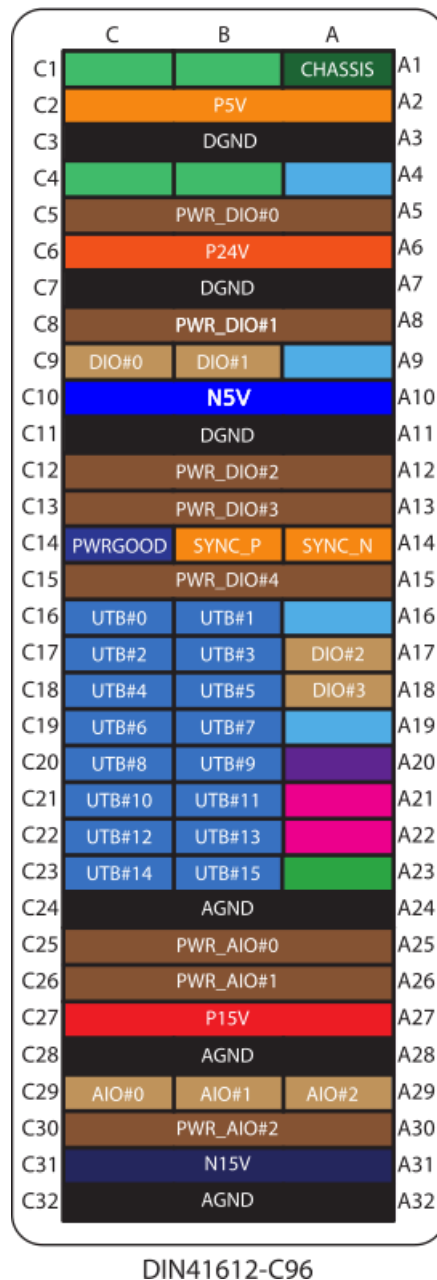 C B A
C1 CHASSIS A1
C2 P5V A2
C3 DGND A3
C4 A4
C5 PWR_DIO#0 A5
C6 P24V A6
C7 DGND A7
C8 PWR_DIO#1 A8
C9 DIO#0 DIO#1 A9
C10 N5V A10
C11 DGND A11
C12 PWR_DIO#2 A12
C13 PWR_DIO#3 A13
C14 PWRGOOD SYNC_P SYNC_N A14
C15 PWR_DIO#4 A15
C16 UTB#0 UTB#1 A16
C17 UTB#2 UTB#3 DIO#2 A17
C18 UTB#4 UTB#5 DIO#3 A18
C19 UTB#6 UTB#7 A19
C20 UTB#8 UTB#9 A20
C21 UTB#10 UTB#11 A21
C22 UTB#12 UTB#13 A22
C23 UTB#14 UTB#15 A23
C24 AGND A24
C25 PWR_AIO#0 A25
C26 PWR_AIO#1 A26
C27 P15V A27
C28 AGND A28
C29 AIO#0 AIO#1 AIO#2 A29
C30 PWR_AIO#2 A30
C31 N15V A31
C32 AGND A32
DIN41612-C96